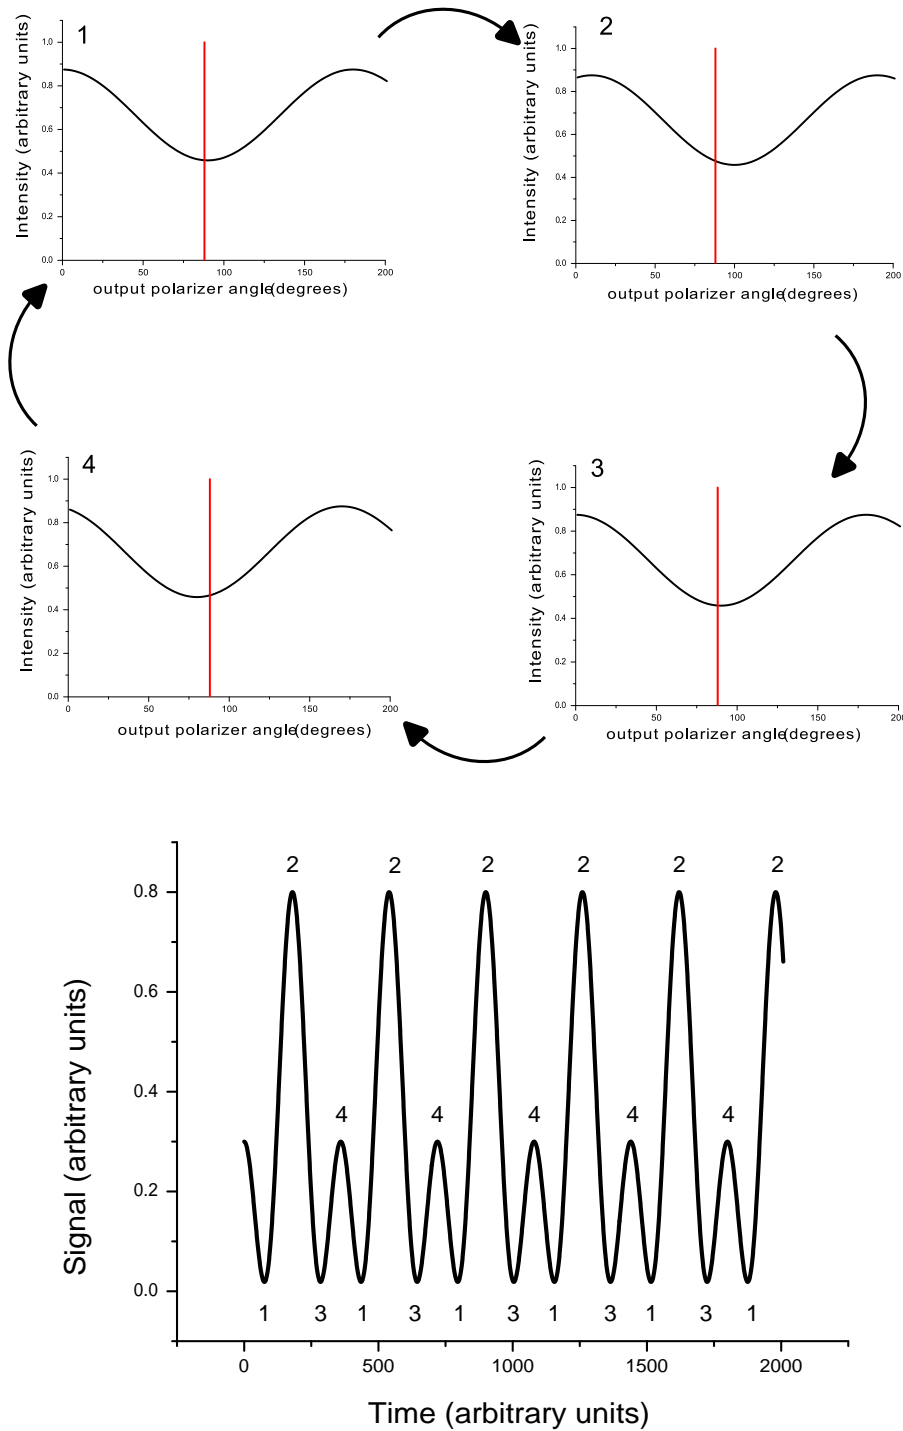 1
Intensity (arbitrary units)
1.0
0.8
0.6
0.4
0.2
0.0
0 50 100 150 200
output polarizer angle(degrees)
2
Intensity (arbitrary units)
1.0
0.8
0.6
0.4
0.2
0.0
0 50 100 150 200
output polarizer angle(degrees)
4
Intensity (arbitrary units)
1.0
0.8
0.6
0.4
0.2
0.0
0 50 100 150 200
output polarizer angle(degrees)
3
Intensity (arbitrary units)
1.0
0.8
0.6
0.4
0.2
0.0
0 50 100 150 200
output polarizer angle(degrees)
Signal (arbitrary units)
0.8
0.6
0.4
0.2
0.0
2 2 2 2 2 2
4 4 4 4 4
1 3 1 3 1 3 1 3 1 3 1
0 500 1000 1500 2000
Time (arbitrary units)